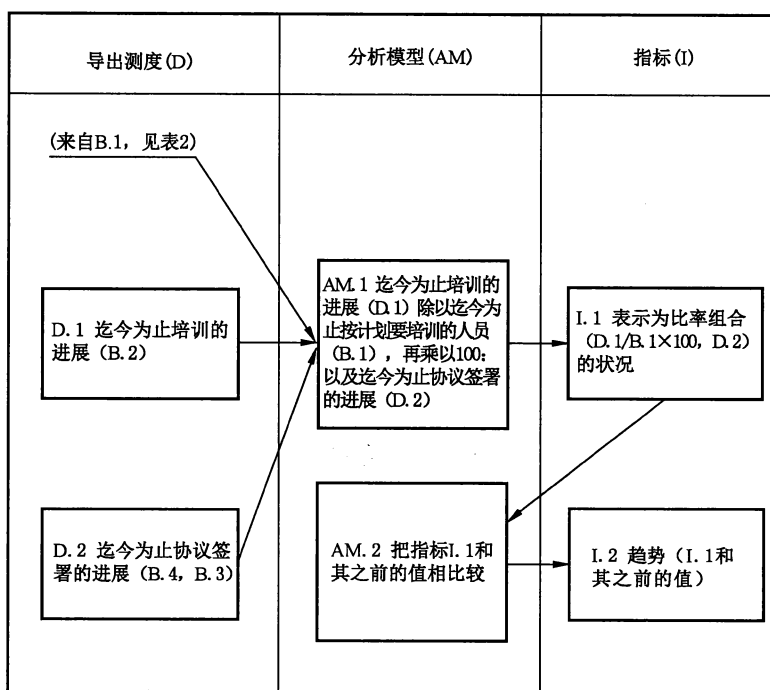 导出测度(D)
分析模型(AM)
指标(I)
(来自B.1，见表2)
D.1 迄今为止培训的
进展（B.2）
AM.1 迄今为止培训的
进展（D.1）除以迄今为
止按计划要培训的人员
（B.1），再乘以100；
以及迄今为止协议签署
的进展（D.2）
I.1 表示为比率组合
（D.1/B.1×100，D.2）
的状况
D.2 迄今为止协议签
署的进展（B.4，B.3）
AM.2 把指标I.1和
其之前的值相比较
I.2 趋势（I.1和
其之前的值）